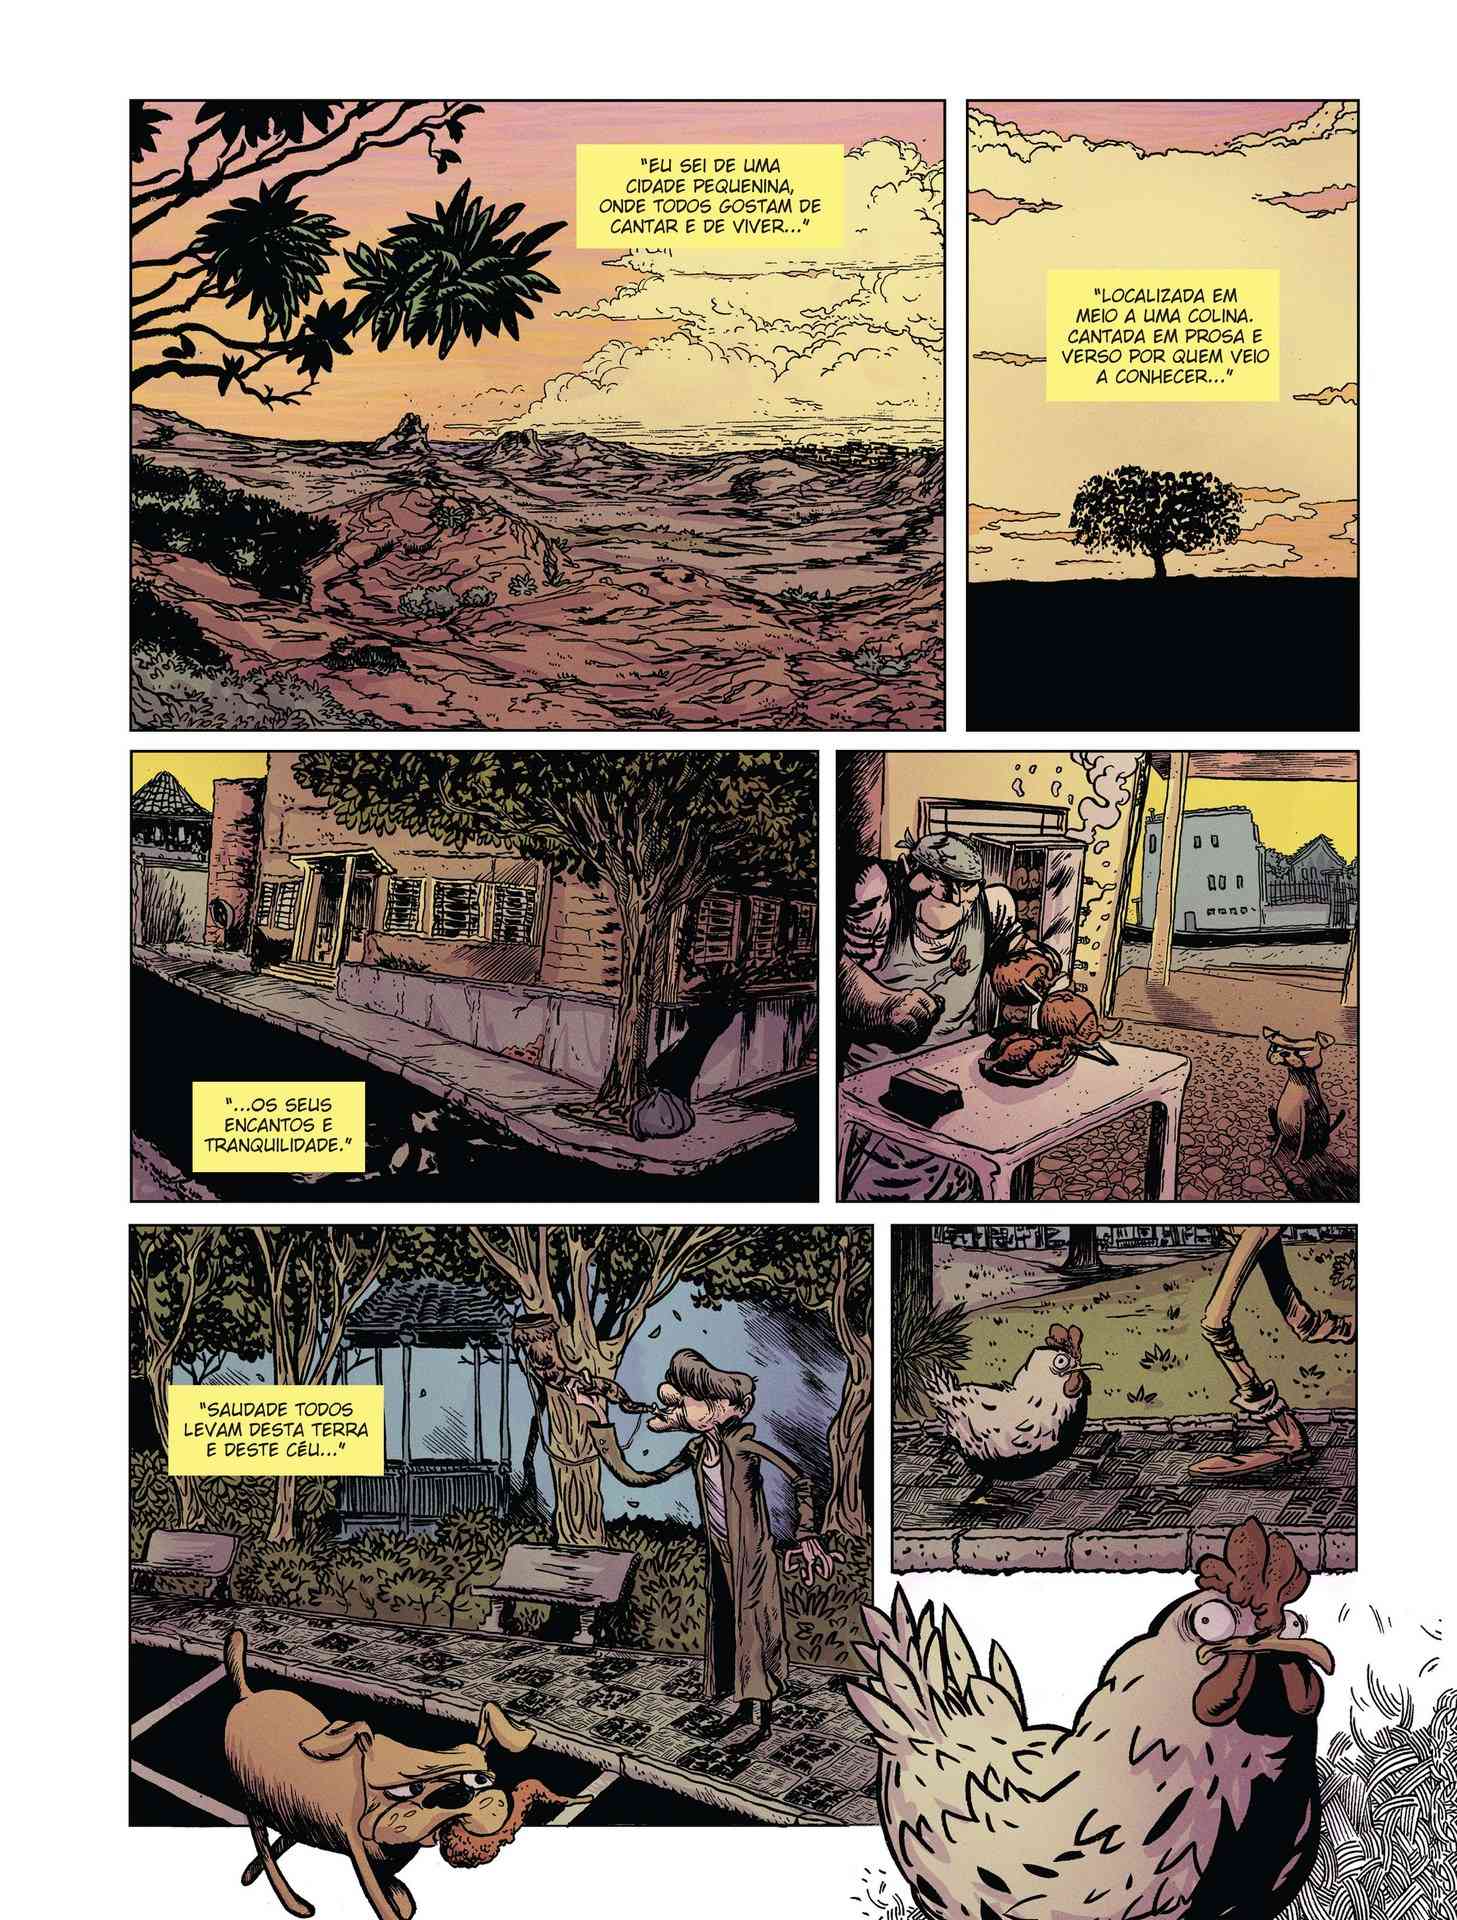 "EU SEI DE UMA
CIDADE PEQUENINA,
ONDE TODOS GOSTAM DE
CANTAR E DE VIVER..."
"LOCALIZADA EM
MEIO A UMA COLINA.
CANTADA EM PROSA E
VERSO POR QUEM VEIO
A CONHECER..."
"...OS SEUS
ENCANTOS E
TRANQUILIDADE."
"SAUDADE TODOS
LEVAM DESTA TERRA
E DESTE CÉU..."